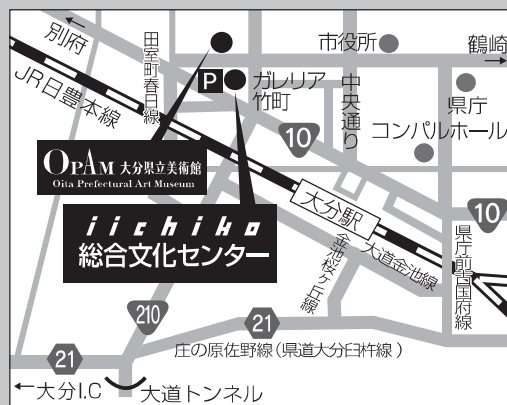 別府
田室町春日線
市役所
鶴崎
JR日豊本線
P
ガレリア
竹町
中央通り
県庁
コンパルホール
10
OPAM 大分県立美術館
Oita Prefectural Art Museum
iichiko
総合文化センター
大分駅
10
金池桜ヶ丘線
大道金池線
県庁前古国府線
210
21
庄の原佐野線(県道大分臼杵線)
21
←大分I.C
大道トンネル